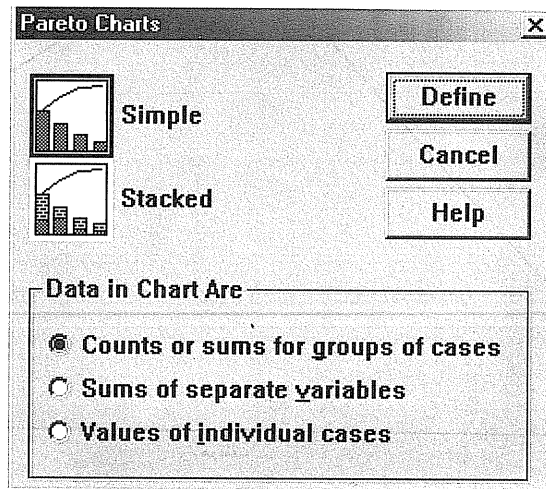 Pareto Charts
Simple
Define
Cancel
Stacked
Help
Data in Chart Are
Counts or sums for groups of cases
Sums of separate variables
Values of individual cases